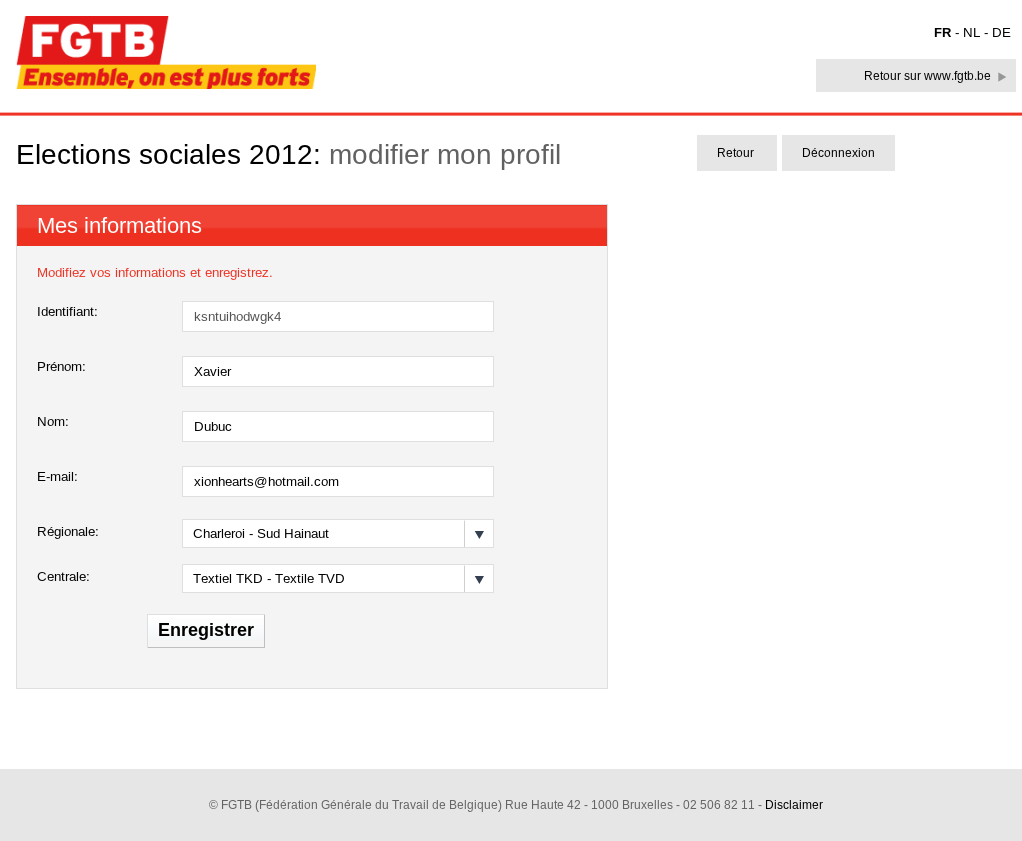 FGTB
Ensemble, on est plus forts
FR - NL - DE
Retour sur www.fgtb.be
Elections sociales 2012: modifier mon profil
Retour
Déconnexion
Mes informations
Modifiez vos informations et enregistrez.
Identifiant: ksntuihodwgk4
Prénom: Xavier
Nom: Dubuc
E-mail: xionhearts@hotmail.com
Régionale: Charleroi - Sud Hainaut
Centrale: Textiel TKD - Textile TVD
Enregistrer
© FGTB (Fédération Générale du Travail de Belgique) Rue Haute 42 - 1000 Bruxelles - 02 506 82 11 - Disclaimer